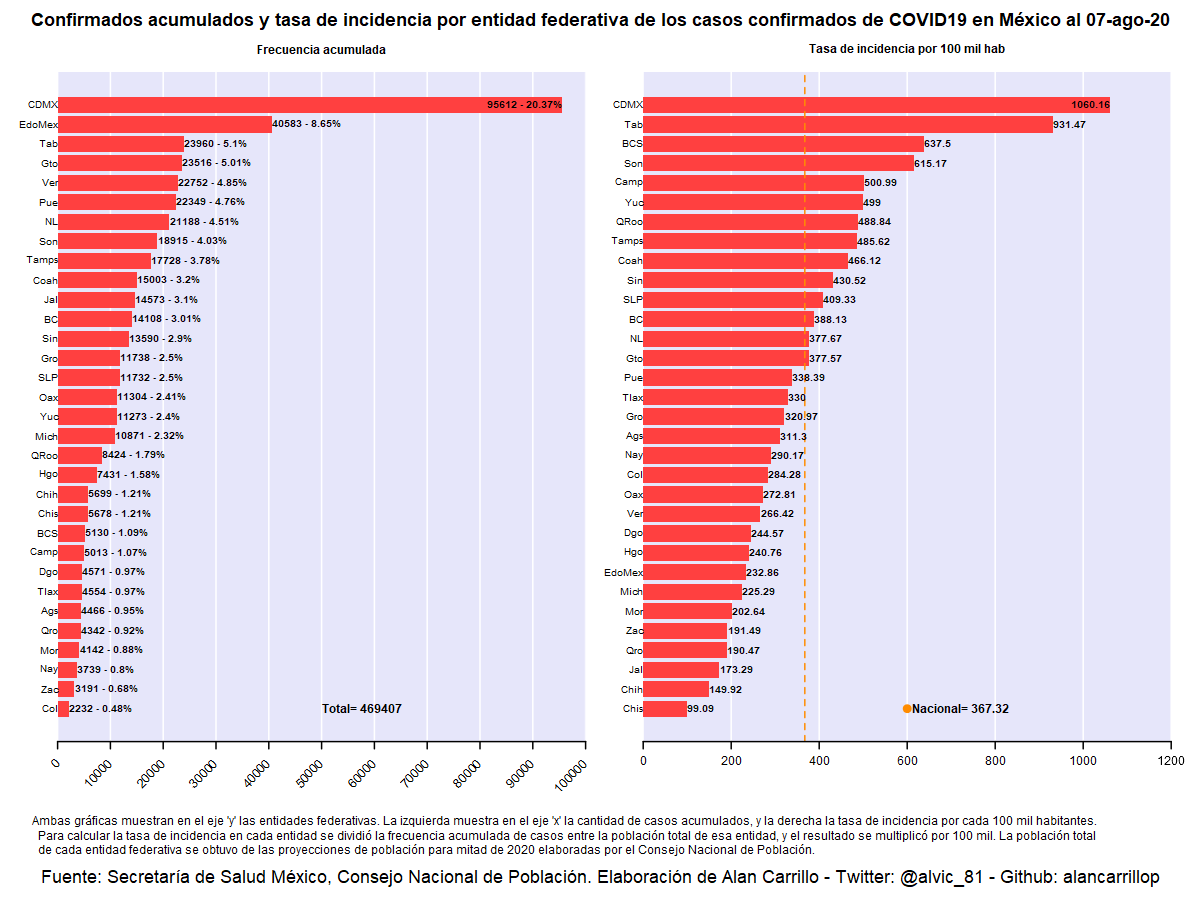 Confirmados acumulados y tasa de incidencia por entidad federativa de los casos confirmados de COVID19 en México al 07-ago-20
Frecuencia acumulada
CDMX 95612 - 20.37%
EdoMex 40583 - 8.65%
Tab 23960 - 5.1%
Gto 23516 - 5.01%
Ver 22752 - 4.85%
Pue 22349 - 4.76%
NL 21188 - 4.51%
Son 18915 - 4.03%
Tamps 17728 - 3.78%
Coah 15003 - 3.2%
Jal 14573 - 3.1%
BC 14108 - 3.01%
Sin 13590 - 2.9%
Gro 11738 - 2.5%
SLP 11732 - 2.5%
Oax 11304 - 2.41%
Yuc 11273 - 2.4%
Mich 10871 - 2.32%
QRoo 8424 - 1.79%
Hgo 7431 - 1.58%
Chih 5699 - 1.21%
Chis 5678 - 1.21%
BCS 5130 - 1.09%
Camp 5013 - 1.07%
Dgo 4571 - 0.97%
Tlax 4554 - 0.97%
Ags 4466 - 0.95%
Qro 4342 - 0.92%
Mor 4142 - 0.88%
Nay 3739 - 0.8%
Zac 3191 - 0.68%
Col 2232 - 0.48%
Total= 469407
0 10000 20000 30000 40000 50000 60000 70000 80000 90000 100000
Tasa de incidencia por 100 mil hab
CDMX 1060.16
Tab 931.47
BCS 637.5
Son 615.17
Camp 500.99
Yuc 499
QRoo 488.84
Tamps 485.62
Coah 466.12
Sin 430.52
SLP 409.33
BC 388.13
NL 377.67
Gto 377.57
Pue 338.39
Tlax 330
Gro 320.97
Ags 311.3
Nay 290.17
Col 284.28
Oax 272.81
Ver 266.42
Dgo 244.57
Hgo 240.76
EdoMex 232.86
Mich 225.29
Mor 202.64
Zac 191.49
Qro 190.47
Jal 173.29
Chih 149.92
Chis 99.09
Nacional= 367.32
0 200 400 600 800 1000 1200
Ambas gráficas muestran en el eje 'y' las entidades federativas. La izquierda muestra en el eje 'x' la cantidad de casos acumulados, y la derecha la tasa de incidencia por cada 100 mil habitantes.
Para calcular la tasa de incidencia en cada entidad se dividió la frecuencia acumulada de casos entre la población total de esa entidad, y el resultado se multiplicó por 100 mil. La población total
de cada entidad federativa se obtuvo de las proyecciones de población para mitad de 2020 elaboradas por el Consejo Nacional de Población.
Fuente: Secretaría de Salud México, Consejo Nacional de Población. Elaboración de Alan Carrillo - Twitter: @alvic_81 - Github: alancarrillop